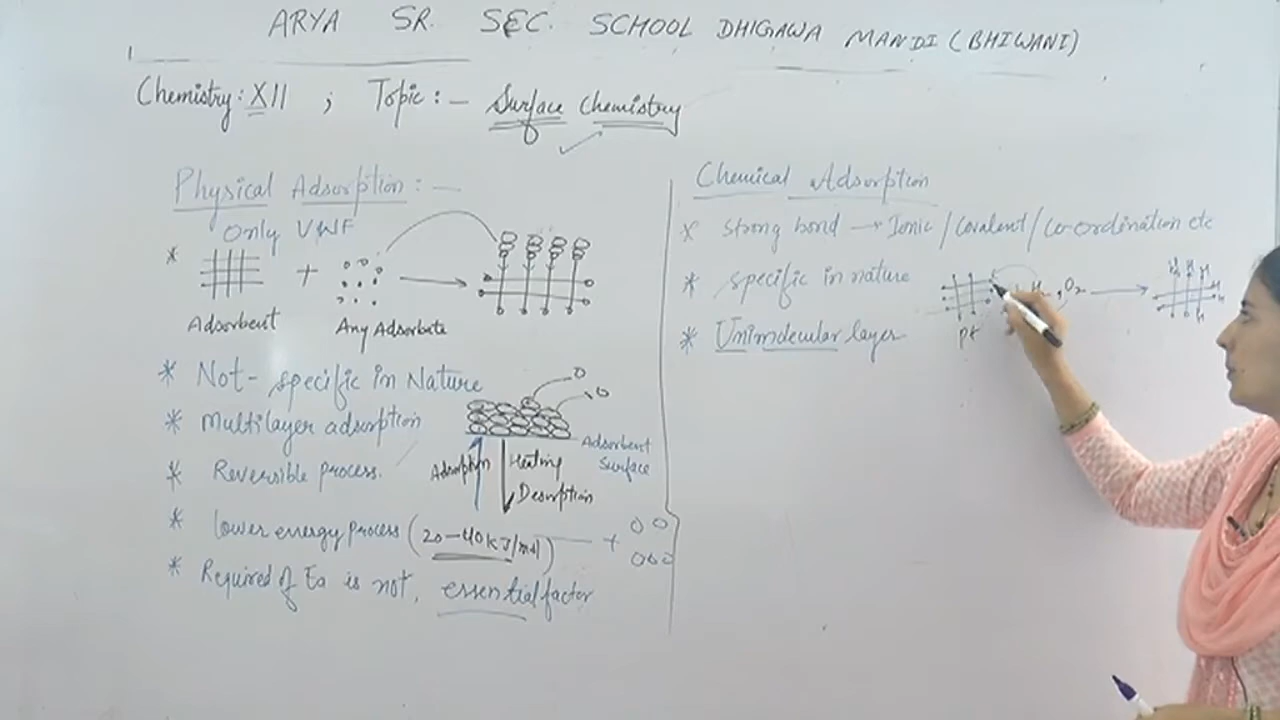 ARYA SR. SEC. SCHOOL DHIGAWA MANDI (BHIWANI)
Chemistry: XII ; Topic :- Surface Chemistry
Physical Adsorption : -
Only VWF
* +
Adsorbent Any Adsorbate
* Not-specific in Nature
* Multilayer adsorption
* Reversible process.
Adsorbent Surface
Adsorption Heating
Desorption
* lower energy process (20-40 kJ/mol) +
* Required of Ea is not, essential factor
Chemical Adsorption
* strong bond → Ionic / Covalent / Co-ordination etc
* specific in nature
, O2
Pt
* Unimolecular layer